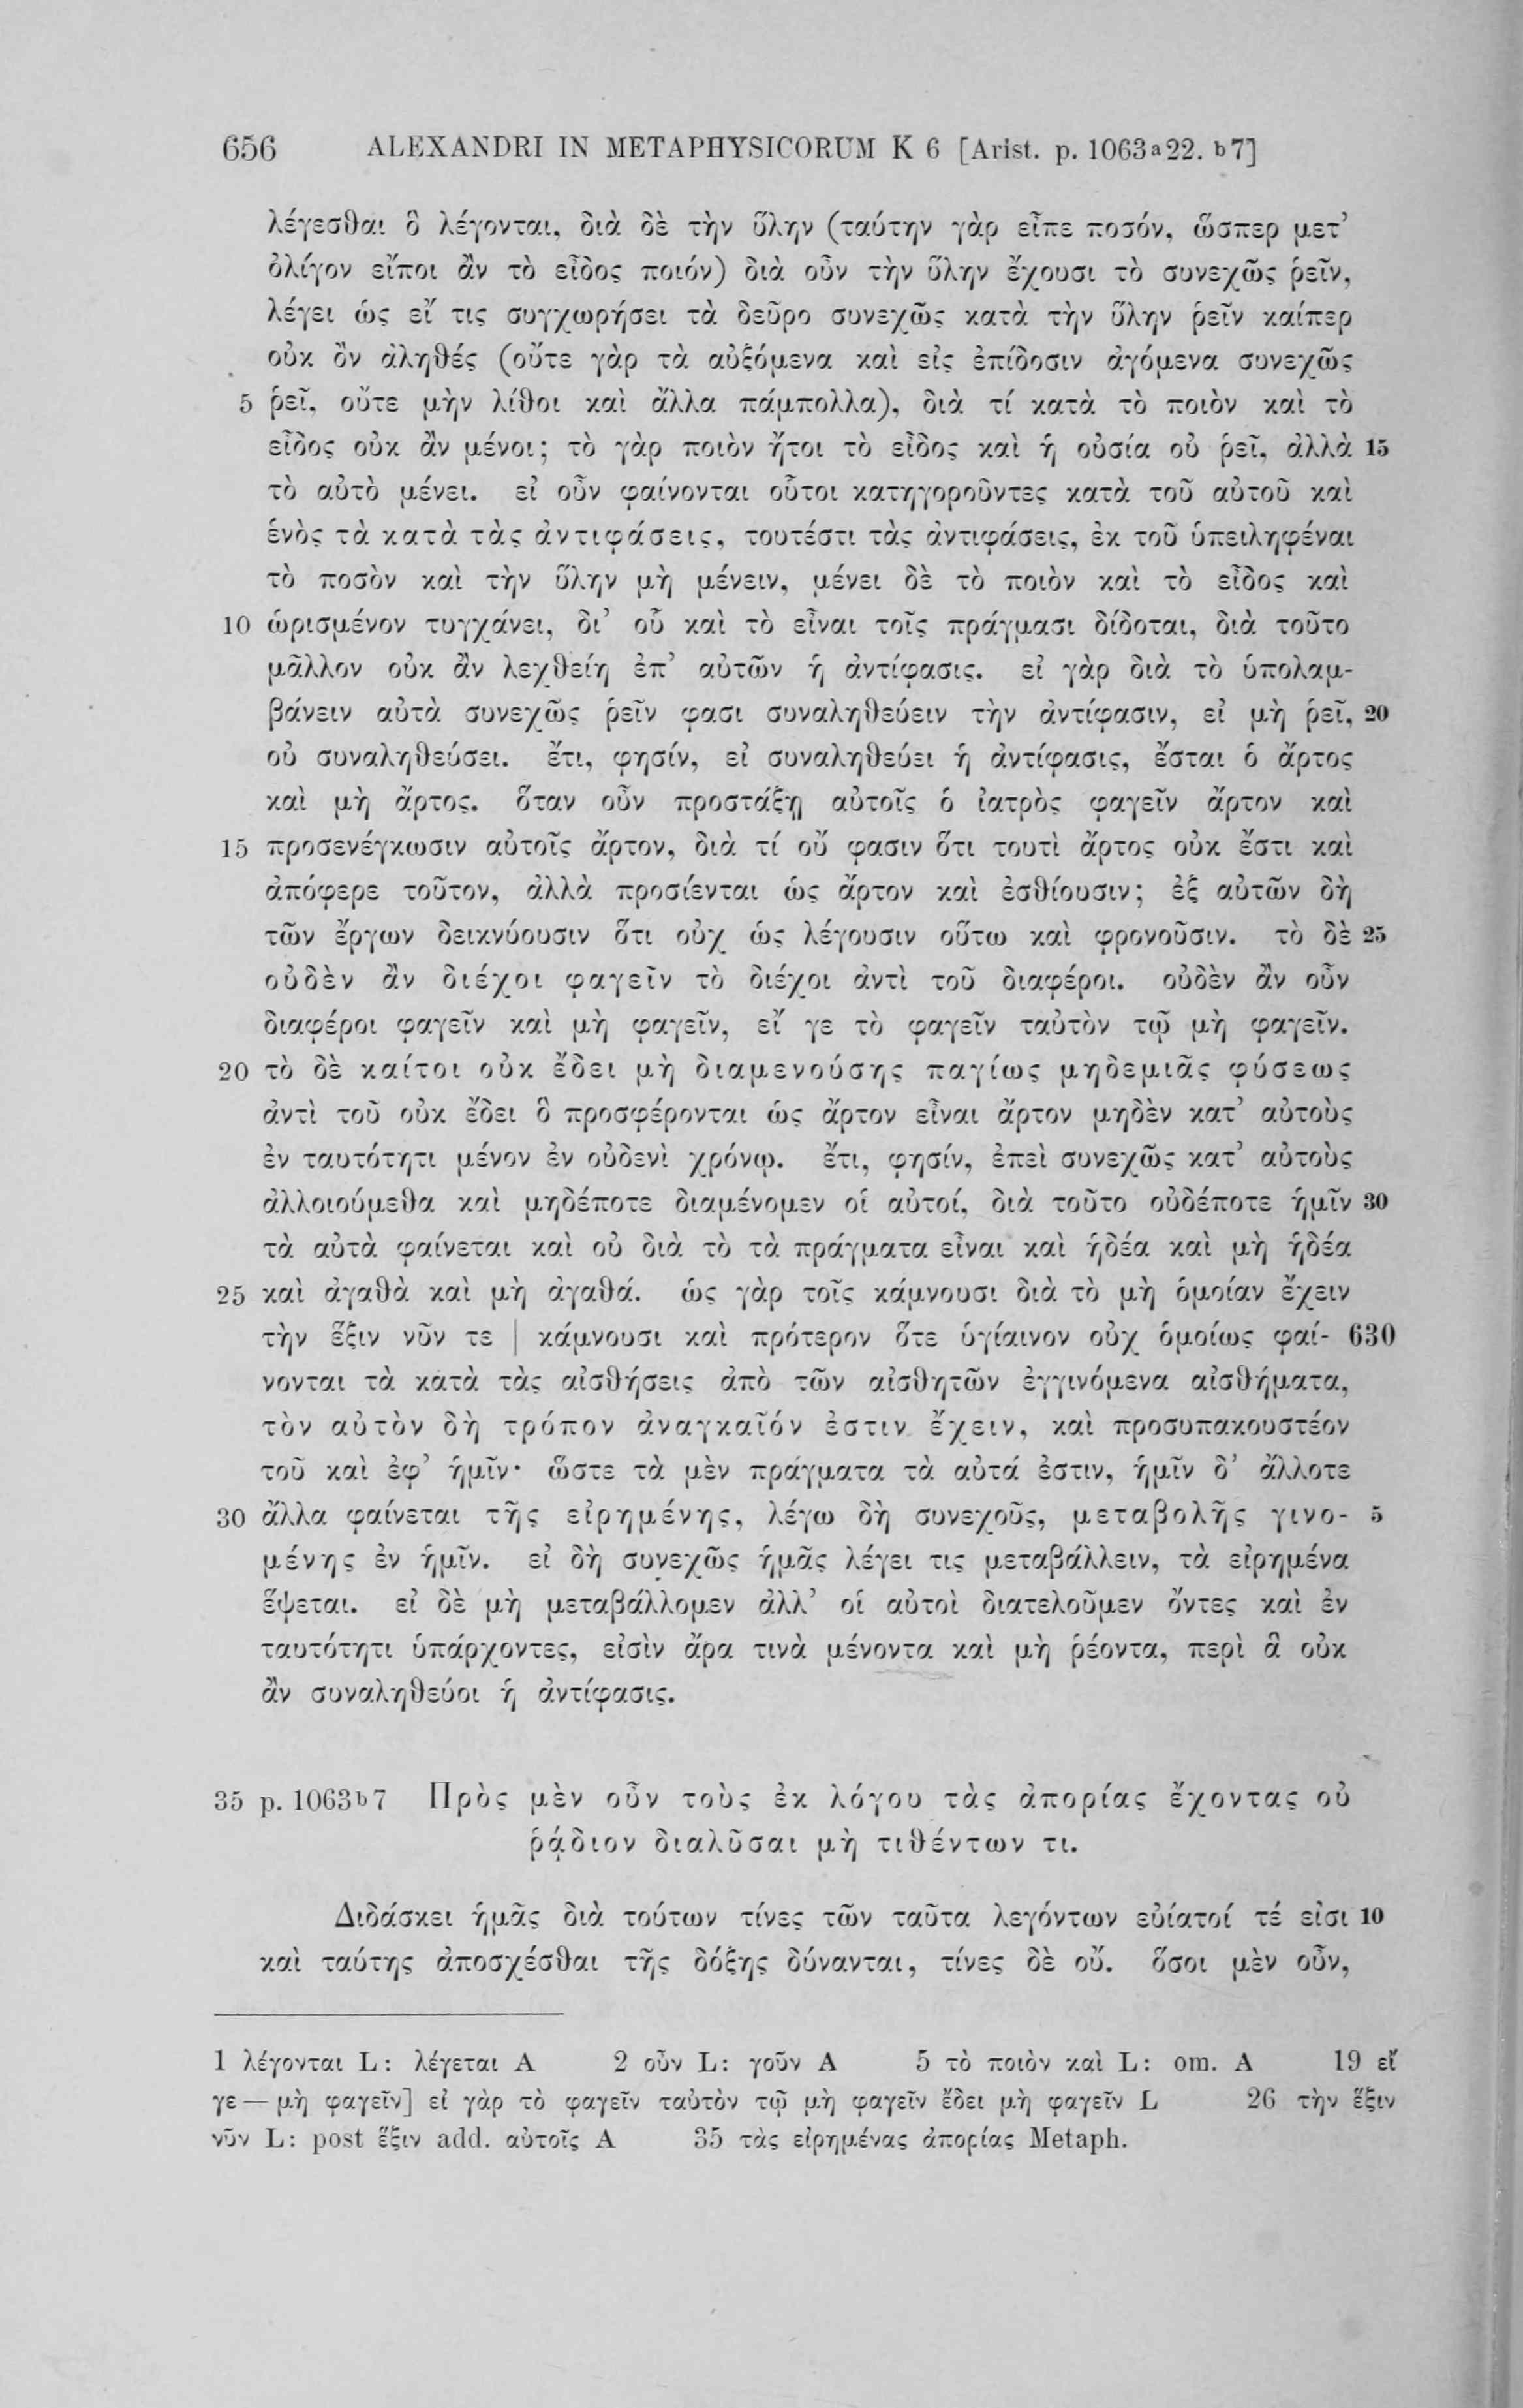 656 ALEXANDRI IN METAPHYSICORUM K 6 [Arist. p. 1063a22. b7]
λέγεσθαι ὃ λέγονται, διὰ δὲ τὴν ὕλην (ταύτην γὰρ εἶπε ποσόν, ὥσπερ μετ’
ὀλίγον εἴποι ἂν τὸ εἶδος ποιόν) διὰ οὖν τὴν ὕλην ἔχουσι τὸ συνεχῶς ῥεῖν,
λέγει ὡς εἴ τις συγχωρήσει τὰ δεῦρο συνεχῶς κατὰ τὴν ὕλην ῥεῖν καίπερ
οὐκ ὂν ἀληθές (οὔτε γὰρ τὰ αὐξόμενα καὶ εἰς ἐπίδοσιν ἀγόμενα συνεχῶς
5 ῥεῖ, οὔτε μὴν λίθοι καὶ ἄλλα πάμπολλα), διὰ τί κατὰ τὸ ποιὸν καὶ τὸ
εἶδος οὐκ ἂν μένοι; τὸ γὰρ ποιὸν ἤτοι τὸ εἶδος καὶ ἡ οὐσία οὐ ῥεῖ, ἀλλὰ 15
τὸ αὐτὸ μένει. εἰ οὖν φαίνονται οὗτοι κατηγοροῦντες κατὰ τοῦ αὐτοῦ καὶ
ἑνὸς τὰ κατὰ τὰς ἀντιφάσεις, τουτέστι τὰς ἀντιφάσεις, ἐκ τοῦ ὑπειληφέναι
τὸ ποσὸν καὶ τὴν ὕλην μὴ μένειν, μένει δὲ τὸ ποιὸν καὶ τὸ εἶδος καὶ
10 ὡρισμένον τυγχάνει, δι’ οὗ καὶ τὸ εἶναι τοῖς πράγμασι δίδοται, διὰ τοῦτο
μᾶλλον οὐκ ἂν λεχθείη ἐπ’ αὐτῶν ἡ ἀντίφασις. εἰ γὰρ διὰ τὸ ὑπολαμ-
βάνειν αὐτὰ συνεχῶς ῥεῖν φασι συναληθεύειν τὴν ἀντίφασιν, εἰ μὴ ῥεῖ, 20
οὐ συναληθεύσει. ἔτι, φησίν, εἰ συναληθεύει ἡ ἀντίφασις, ἔσται ὁ ἄρτος
καὶ μὴ ἄρτος. ὅταν οὖν προστάξῃ αὐτοῖς ὁ ἰατρὸς φαγεῖν ἄρτον καὶ
15 προσενέγκωσιν αὐτοῖς ἄρτον, διὰ τί οὔ φασιν ὅτι τουτὶ ἄρτος οὐκ ἔστι καὶ
ἀπόφερε τοῦτον, ἀλλὰ προσίενται ὡς ἄρτον καὶ ἐσθίουσιν; ἐξ αὐτῶν δὴ
τῶν ἔργων δεικνύουσιν ὅτι οὐχ ὡς λέγουσιν οὕτω καὶ φρονοῦσιν. τὸ δὲ 25
οὐδὲν ἂν διέχοι φαγεῖν τὸ διέχοι ἀντὶ τοῦ διαφέροι. οὐδὲν ἂν οὖν
διαφέροι φαγεῖν καὶ μὴ φαγεῖν, εἴ γε τὸ φαγεῖν ταὐτὸν τῷ μὴ φαγεῖν.
20 τὸ δὲ καίτοι οὐκ ἔδει μὴ διαμενούσης παγίως μηδεμιᾶς φύσεως
ἀντὶ τοῦ οὐκ ἔδει ὃ προσφέρονται ὡς ἄρτον εἶναι ἄρτον μηδὲν κατ’ αὐτοὺς
ἐν ταυτότητι μένον ἐν οὐδενὶ χρόνῳ. ἔτι, φησίν, ἐπεὶ συνεχῶς κατ’ αὐτοὺς
ἀλλοιούμεθα καὶ μηδέποτε διαμένομεν οἱ αὐτοί, διὰ τοῦτο οὐδέποτε ἡμῖν 30
τὰ αὐτὰ φαίνεται καὶ οὐ διὰ τὸ τὰ πράγματα εἶναι καὶ ἡδέα καὶ μὴ ἡδέα
25 καὶ ἀγαθὰ καὶ μὴ ἀγαθά. ὡς γὰρ τοῖς κάμνουσι διὰ τὸ μὴ ὁμοίαν ἔχειν
τὴν ἕξιν νῦν τε | κάμνουσι καὶ πρότερον ὅτε ὑγίαινον οὐχ ὁμοίως φαί- 630
νονται τὰ κατὰ τὰς αἰσθήσεις ἀπὸ τῶν αἰσθητῶν ἐγγινόμενα αἰσθήματα,
τὸν αὐτὸν δὴ τρόπον ἀναγκαῖόν ἐστιν ἔχειν, καὶ προσυπακουστέον
τοῦ καὶ ἐφ’ ἡμῖν· ὥστε τὰ μὲν πράγματα τὰ αὐτά ἐστιν, ἡμῖν δ’ ἄλλοτε
30 ἄλλα φαίνεται τῆς εἰρημένης, λέγω δὴ συνεχοῦς, μεταβολῆς γινο- 5
μένης ἐν ἡμῖν. εἰ δὴ συνεχῶς ἡμᾶς λέγει τις μεταβάλλειν, τὰ εἰρημένα
ἕψεται. εἰ δὲ μὴ μεταβάλλομεν ἀλλ’ οἱ αὐτοὶ διατελοῦμεν ὄντες καὶ ἐν
ταυτότητι ὑπάρχοντες, εἰσὶν ἄρα τινὰ μένοντα καὶ μὴ ῥέοντα, περὶ ἃ οὐκ
ἂν συναληθεύοι ἡ ἀντίφασις.
35 p. 1063b7 Πρὸς μὲν οὖν τοὺς ἐκ λόγου τὰς ἀπορίας ἔχοντας οὐ
ῥᾴδιον διαλῦσαι μὴ τιθέντων τι.
Διδάσκει ἡμᾶς διὰ τούτων τίνες τῶν ταῦτα λεγόντων εὐίατοί τέ εἰσι 10
καὶ ταύτης ἀποσχέσθαι τῆς δόξης δύνανται, τίνες δὲ οὔ. ὅσοι μὲν οὖν,
1 λέγονται L: λέγεται A 2 οὖν L: γοῦν A 5 τὸ ποιὸν καὶ L: om. A 19 εἴ
γε — μὴ φαγεῖν] εἰ γὰρ τὸ φαγεῖν ταὐτὸν τῷ μὴ φαγεῖν ἔδει μὴ φαγεῖν L 26 τὴν ἕξιν
νῦν L: post ἕξιν add. αὐτοῖς A 35 τὰς εἰρημένας ἀπορίας Metaph.